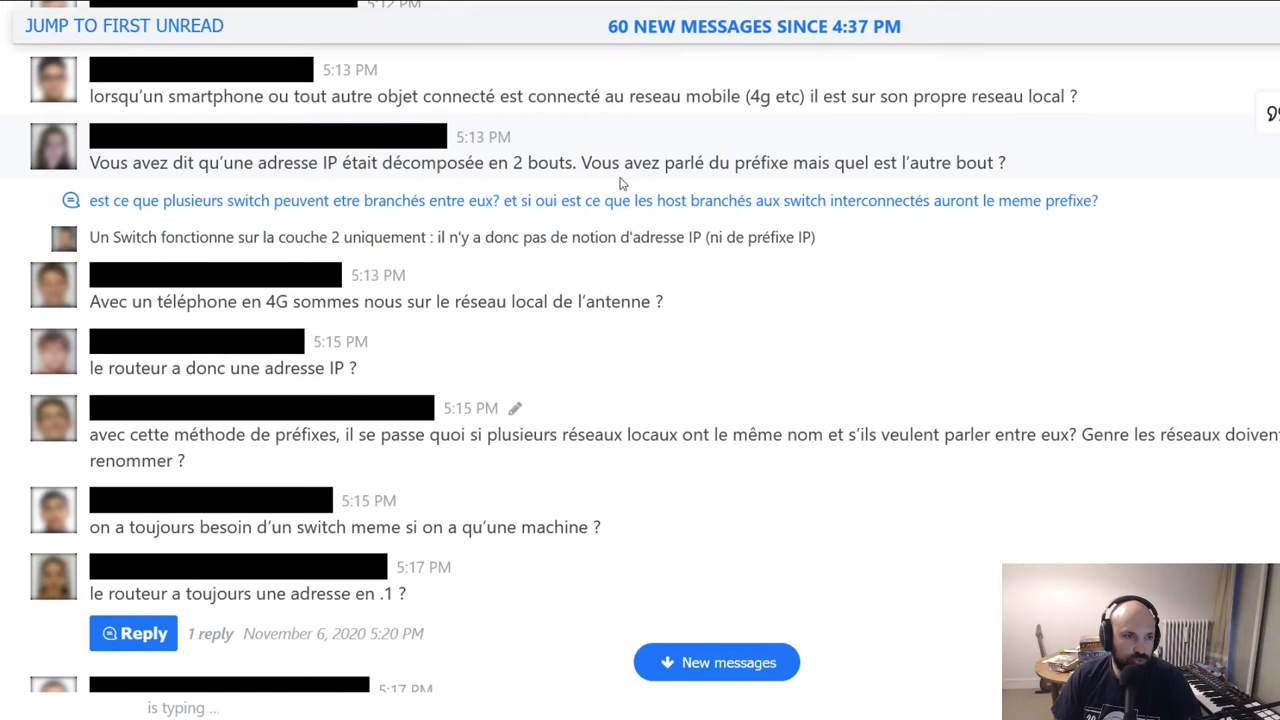 5:12 PM
JUMP TO FIRST UNREAD
60 NEW MESSAGES SINCE 4:37 PM
5:13 PM
lorsqu'un smartphone ou tout autre objet connecté est connecté au reseau mobile (4g etc) il est sur son propre reseau local ?
5:13 PM
Vous avez dit qu'une adresse IP était décomposée en 2 bouts. Vous avez parlé du préfixe mais quel est l'autre bout ?
est ce que plusieurs switch peuvent etre branchés entre eux? et si oui est ce que les host branchés aux switch interconnectés auront le meme prefixe?
Un Switch fonctionne sur la couche 2 uniquement : il n'y a donc pas de notion d'adresse IP (ni de préfixe IP)
5:13 PM
Avec un téléphone en 4G sommes nous sur le réseau local de l'antenne ?
5:15 PM
le routeur a donc une adresse IP ?
5:15 PM
avec cette méthode de préfixes, il se passe quoi si plusieurs réseaux locaux ont le même nom et s'ils veulent parler entre eux? Genre les réseaux doivent
renommer ?
5:15 PM
on a toujours besoin d'un switch meme si on a qu'une machine ?
5:17 PM
le routeur a toujours une adresse en .1 ?
Reply 1 reply November 6, 2020 5:20 PM
New messages
5:17 PM
is typing ...